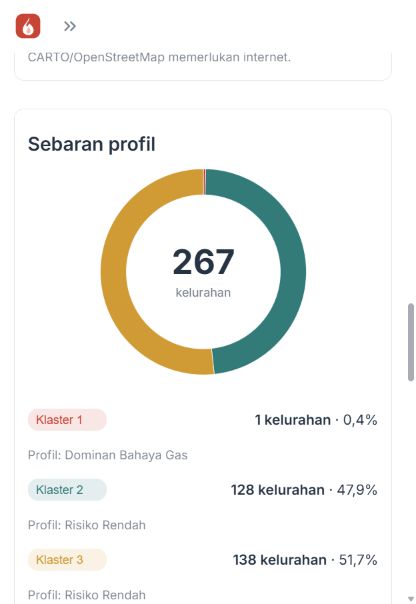 CARTO/OpenStreetMap memerlukan internet.
Sebaran profil
267
kelurahan
Klaster 1
1 kelurahan · 0,4%
Profil: Dominan Bahaya Gas
Klaster 2
128 kelurahan · 47,9%
Profil: Risiko Rendah
Klaster 3
138 kelurahan · 51,7%
Profil: Risiko Rendah